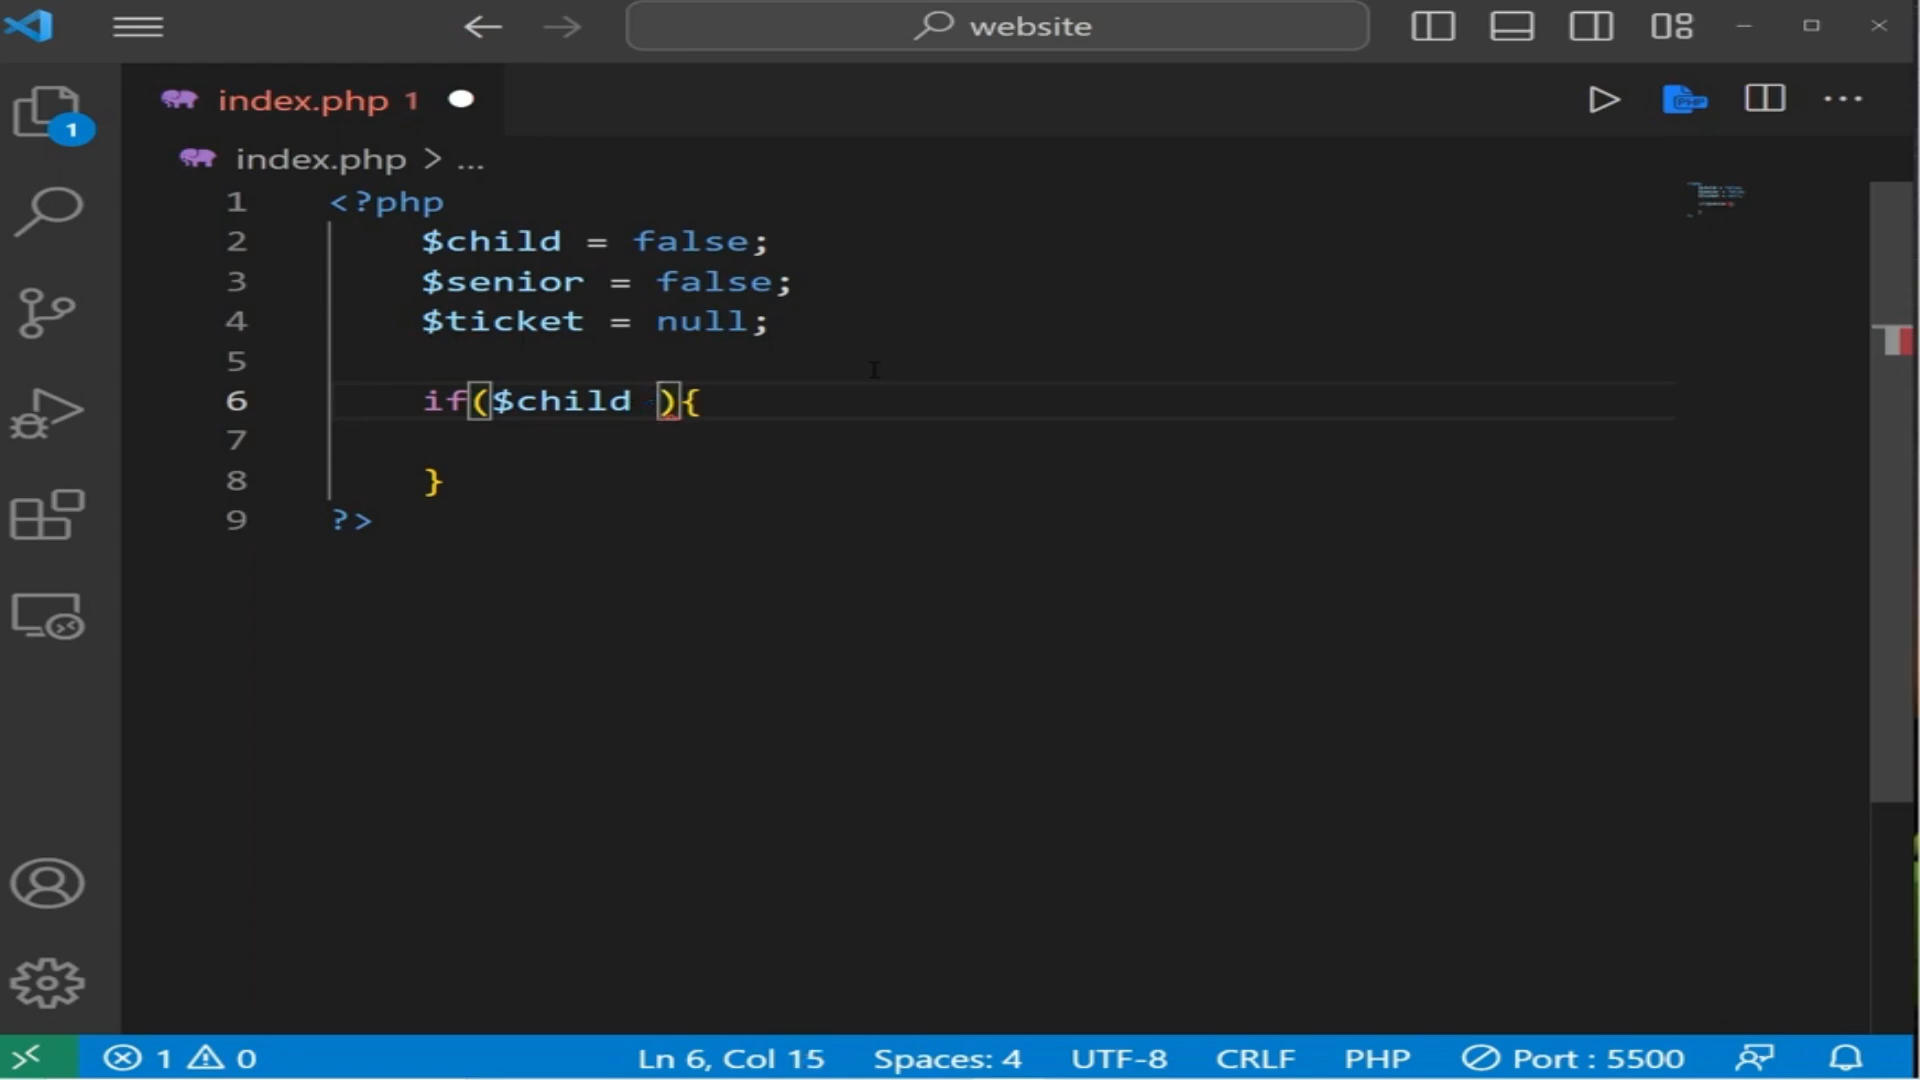 website
index.php 1
PHP
1
index.php > ...
1 <?php
2 $child = false;
3 $senior = false;
4 $ticket = null;
5
6 if($child ){
7
8 }
9 ?>
1 0 Ln 6, Col 15 Spaces: 4 UTF-8 CRLF PHP Port : 5500